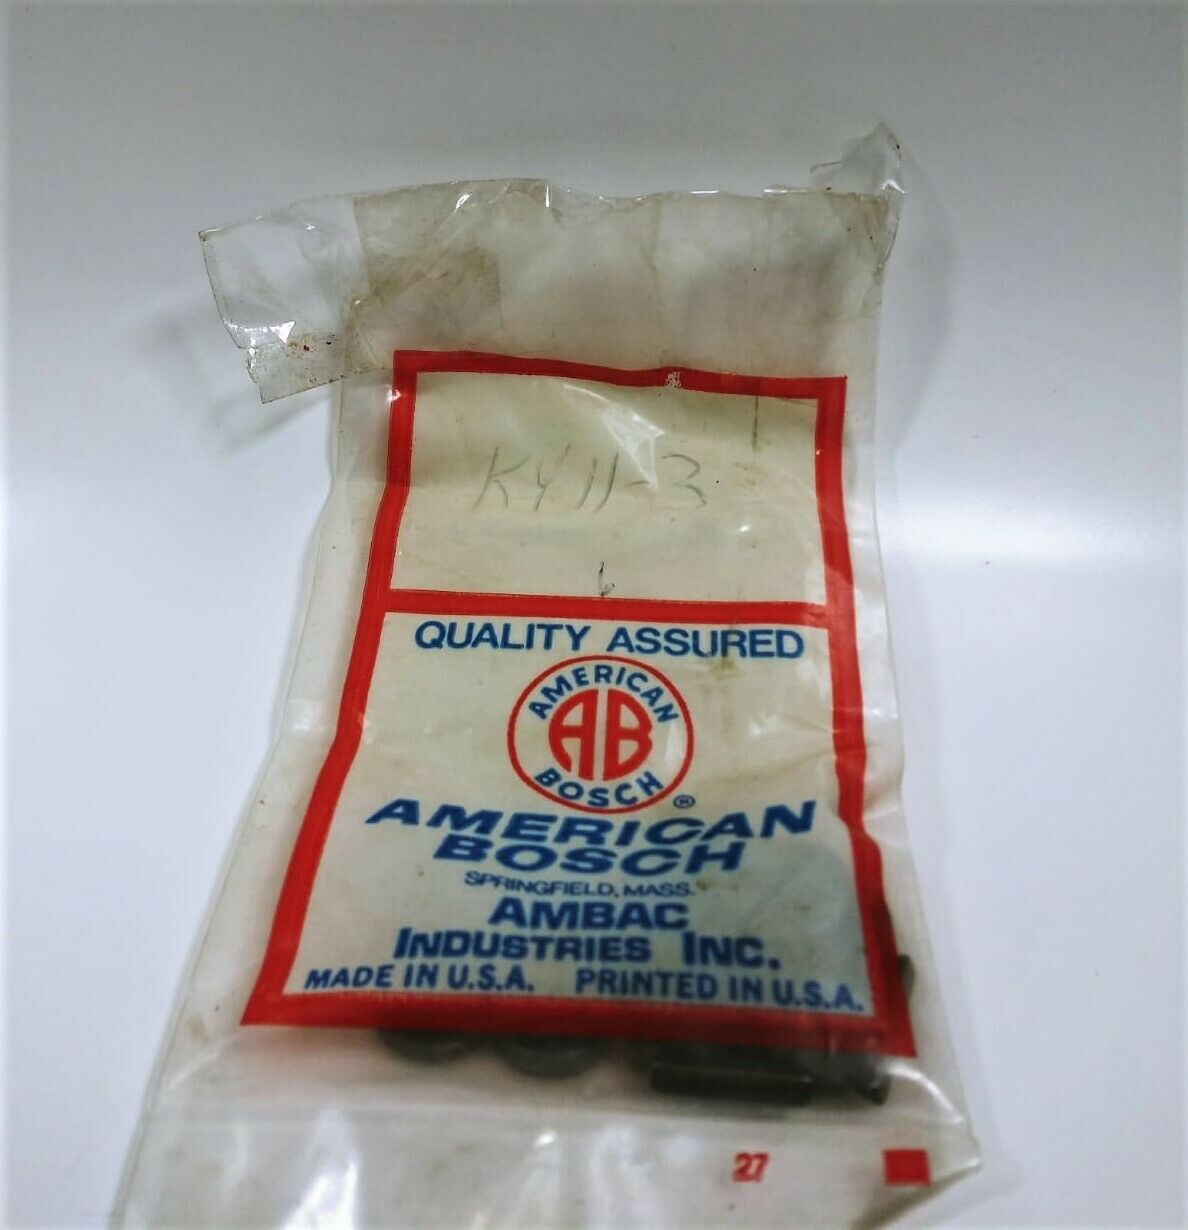 KY11-3
6
QUALITY ASSURED
AMERICAN
AB
BOSCH
®
AMERICAN
BOSCH
SPRINGFIELD, MASS.
AMBAC
INDUSTRIES INC.
MADE IN U.S.A. PRINTED IN U.S.A.
27